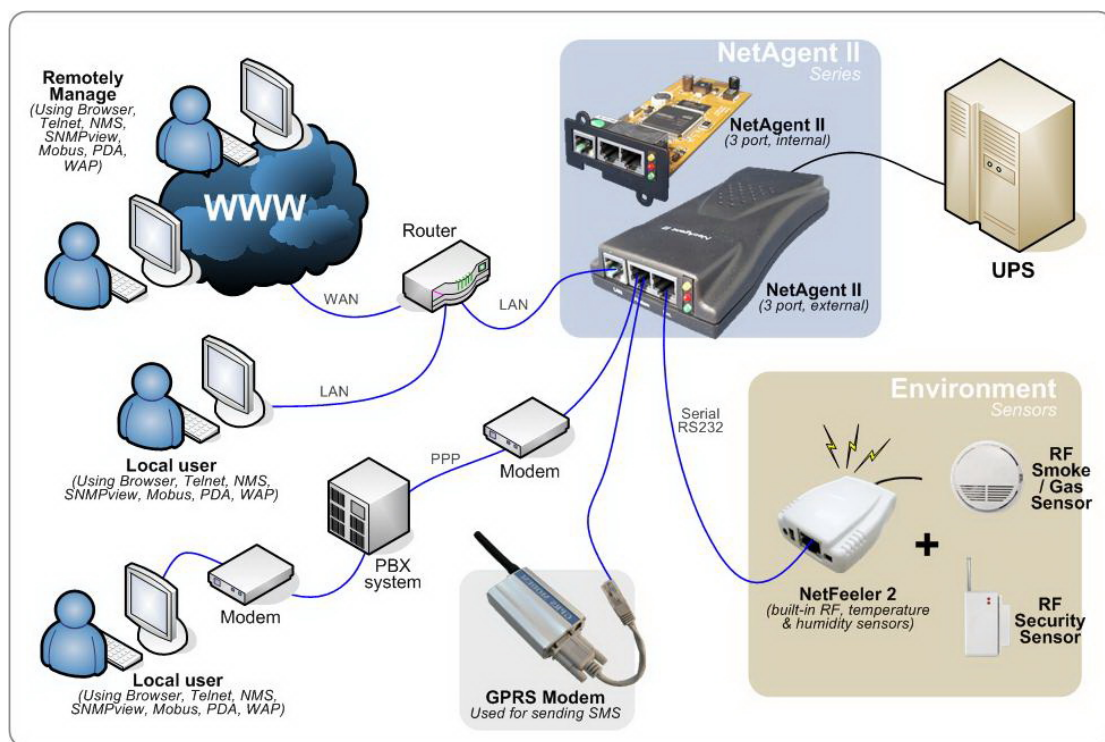 NetAgent II
Series
Remotely
Manage
(Using Browser,
Telnet, NMS,
SNMPview,
Mobus, PDA,
WAP)
WWW
NetAgent II
(3 port, internal)
Router
WAN
LAN
NetAgent II
(3 port, external)
UPS
LAN
Local user
(Using Browser, Telnet, NMS,
SNMPview, Mobus, PDA, WAP)
PPP
Modem
Serial
RS232
Environment
Sensors
RF
Smoke
/ Gas
Sensor
+
NetFeeler 2
(built-in RF, temperature
& humidity sensors)
RF
Security
Sensor
PBX
system
Modem
Local user
(Using Browser, Telnet, NMS,
SNMPview, Mobus, PDA, WAP)
GPRS Modem
Used for sending SMS